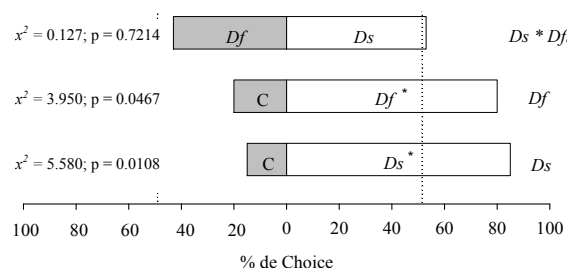 x² = 0.127; p = 0.7214 Df Ds Ds * Df
x² = 3.950; p = 0.0467 C Df * Df
x² = 5.580; p = 0.0108 C Ds * Ds
100 80 60 40 20 0 20 40 60 80 100
% de Choice